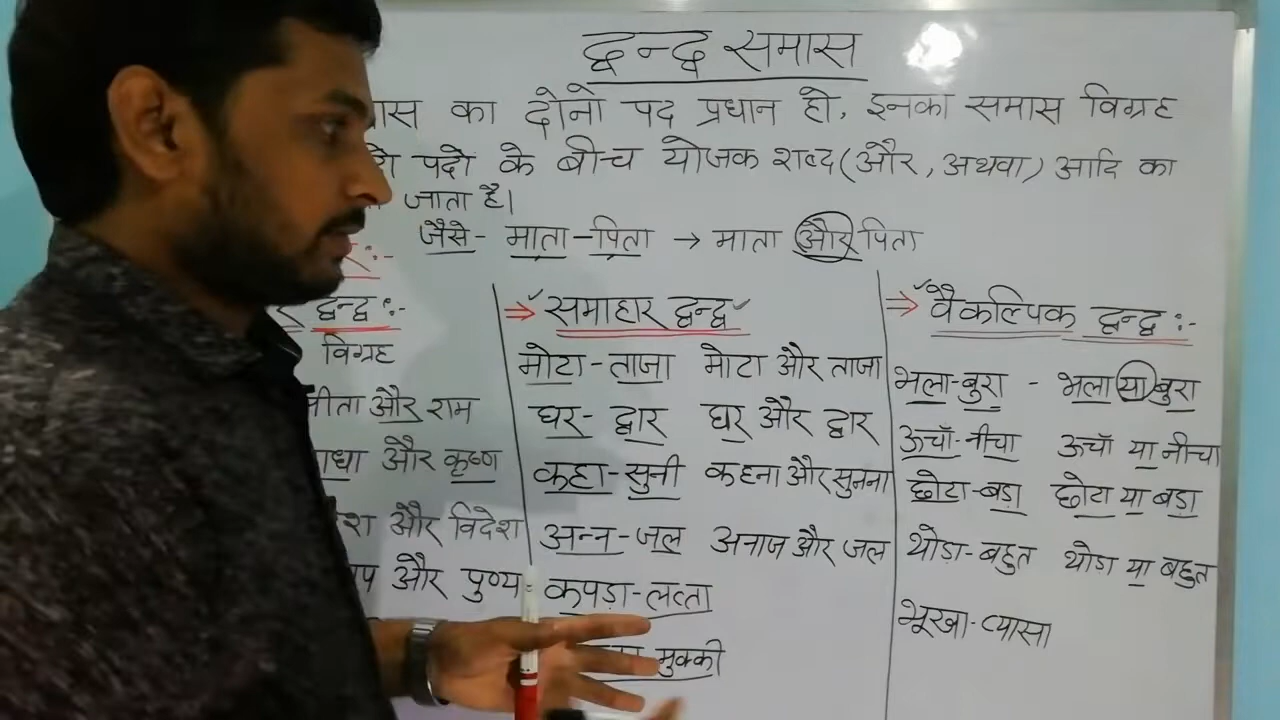 द्वन्द्व समास
का दोनो पद प्रधान हो, इनका समास विग्रह
पदो के बीच योजक शब्द (और, अथवा) आदि का
जाता है।
जैसे- माता-पिता → माता और पिता
द्वन्द्व :-
विग्रह
और राम
और कृष्ण
और विदेश
और पुण्य
⇒ समाहार द्वन्द्व
मोटा-ताजा मोटा और ताजा
घर-द्वार घर और द्वार
कहा-सुनी कहना और सुनना
अन्न-जल अनाज और जल
कपड़ा-लत्ता
मुक्की
⇒ वैकल्पिक द्वन्द्व :-
भला-बुरा - भला या बुरा
ऊचाँ-नीचा ऊचाँ या नीचा
छोटा-बडा छोटा या बडा
थोडा-बहुत थोडा या बहुत
भूखा-प्यासा